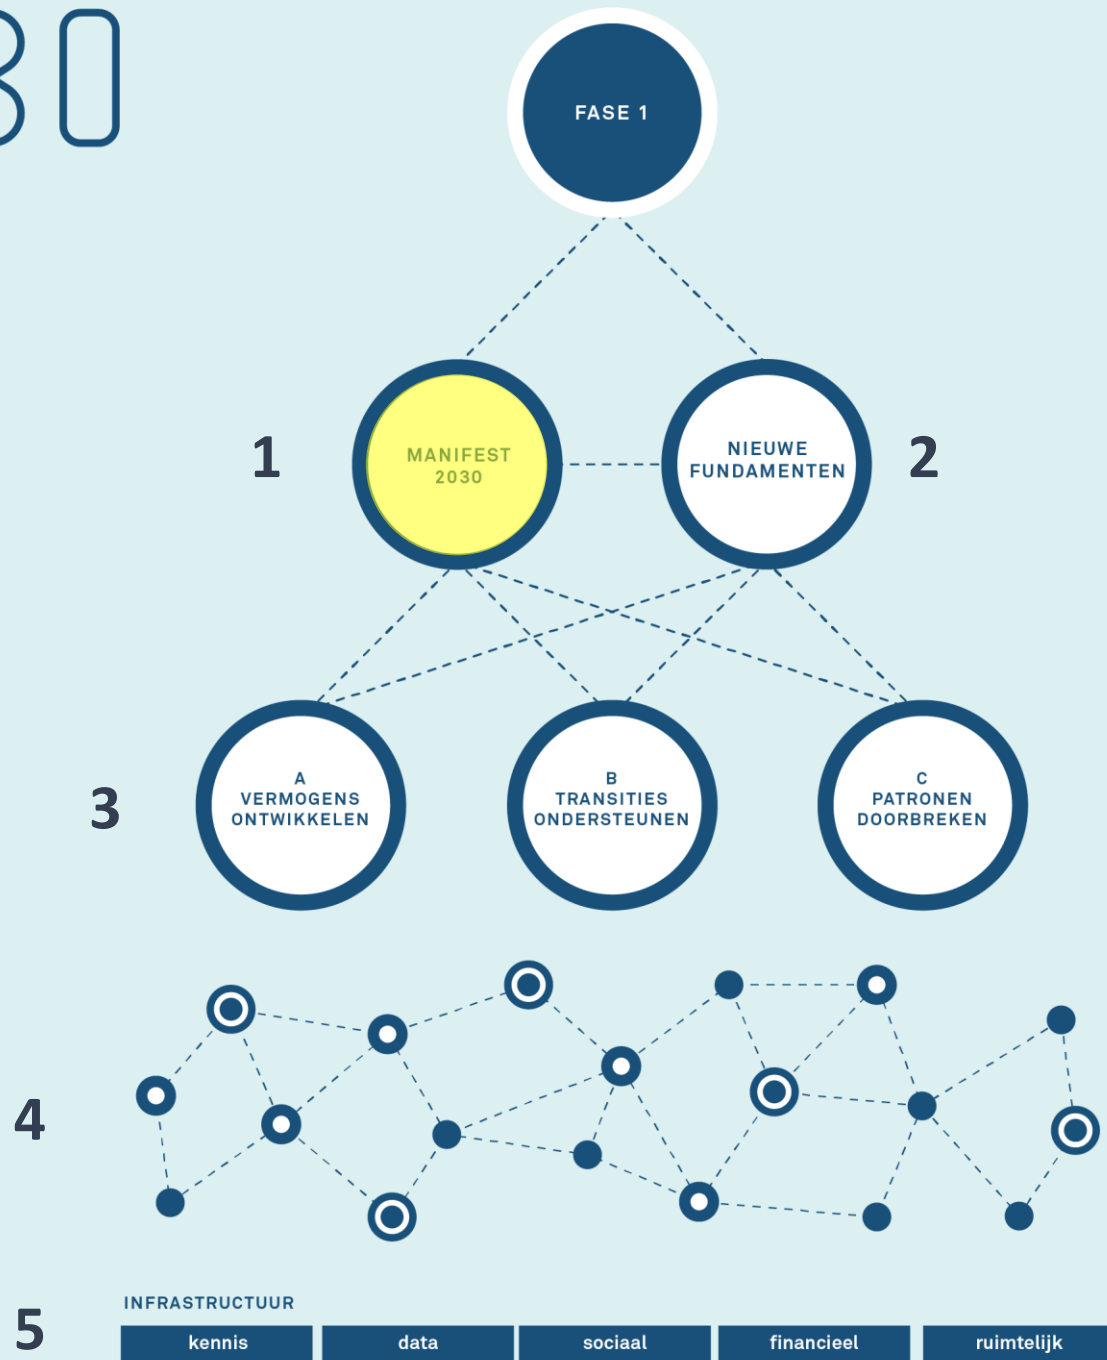 30
FASE 1
1
MANIFEST
2030
NIEUWE
FUNDAMENTEN
2
3
A
VERMOGENS
ONTWIKKELEN
B
TRANSITIES
ONDERSTEUNEN
C
PATRONEN
DOORBREKEN
4
5
INFRASTRUCTUUR
kennis
data
sociaal
financieel
ruimtelijk